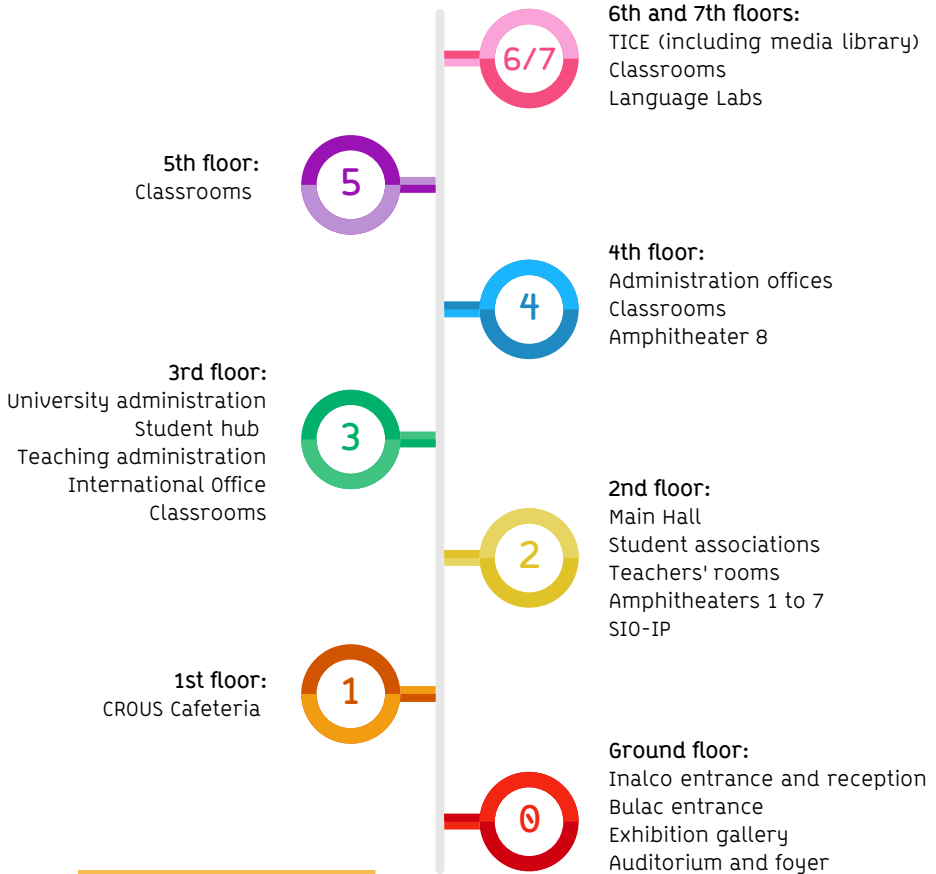 6/7
6th and 7th floors:
TICE (including media library)
Classrooms
Language Labs
5th floor:
Classrooms
5
4
4th floor:
Administration offices
Classrooms
Amphitheater 8
3rd floor:
University administration
Student hub
Teaching administration
International Office
Classrooms
3
2
2nd floor:
Main Hall
Student associations
Teachers' rooms
Amphitheaters 1 to 7
SIO-IP
1st floor:
CROUS Cafeteria
1
0
Ground floor:
Inalco entrance and reception
Bulac entrance
Exhibition gallery
Auditorium and foyer